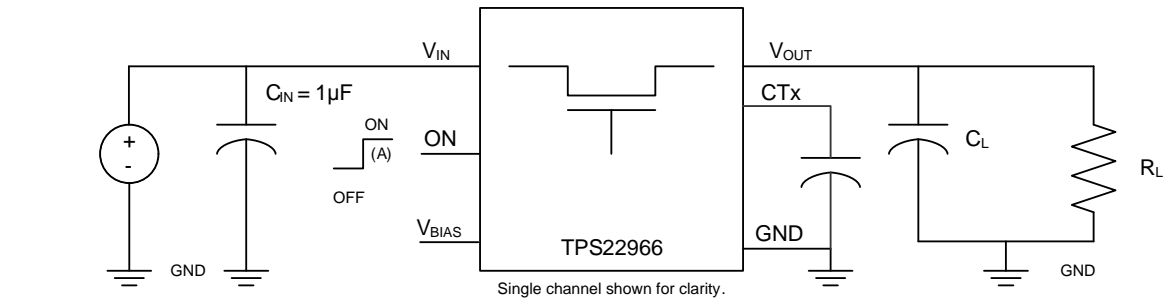 VIN
VOUT
CIN = 1µF
CTx
ON
(A)
OFF
ON
+
-
CL
RL
VBIAS
TPS22966
GND
GND
GND
Single channel shown for clarity.